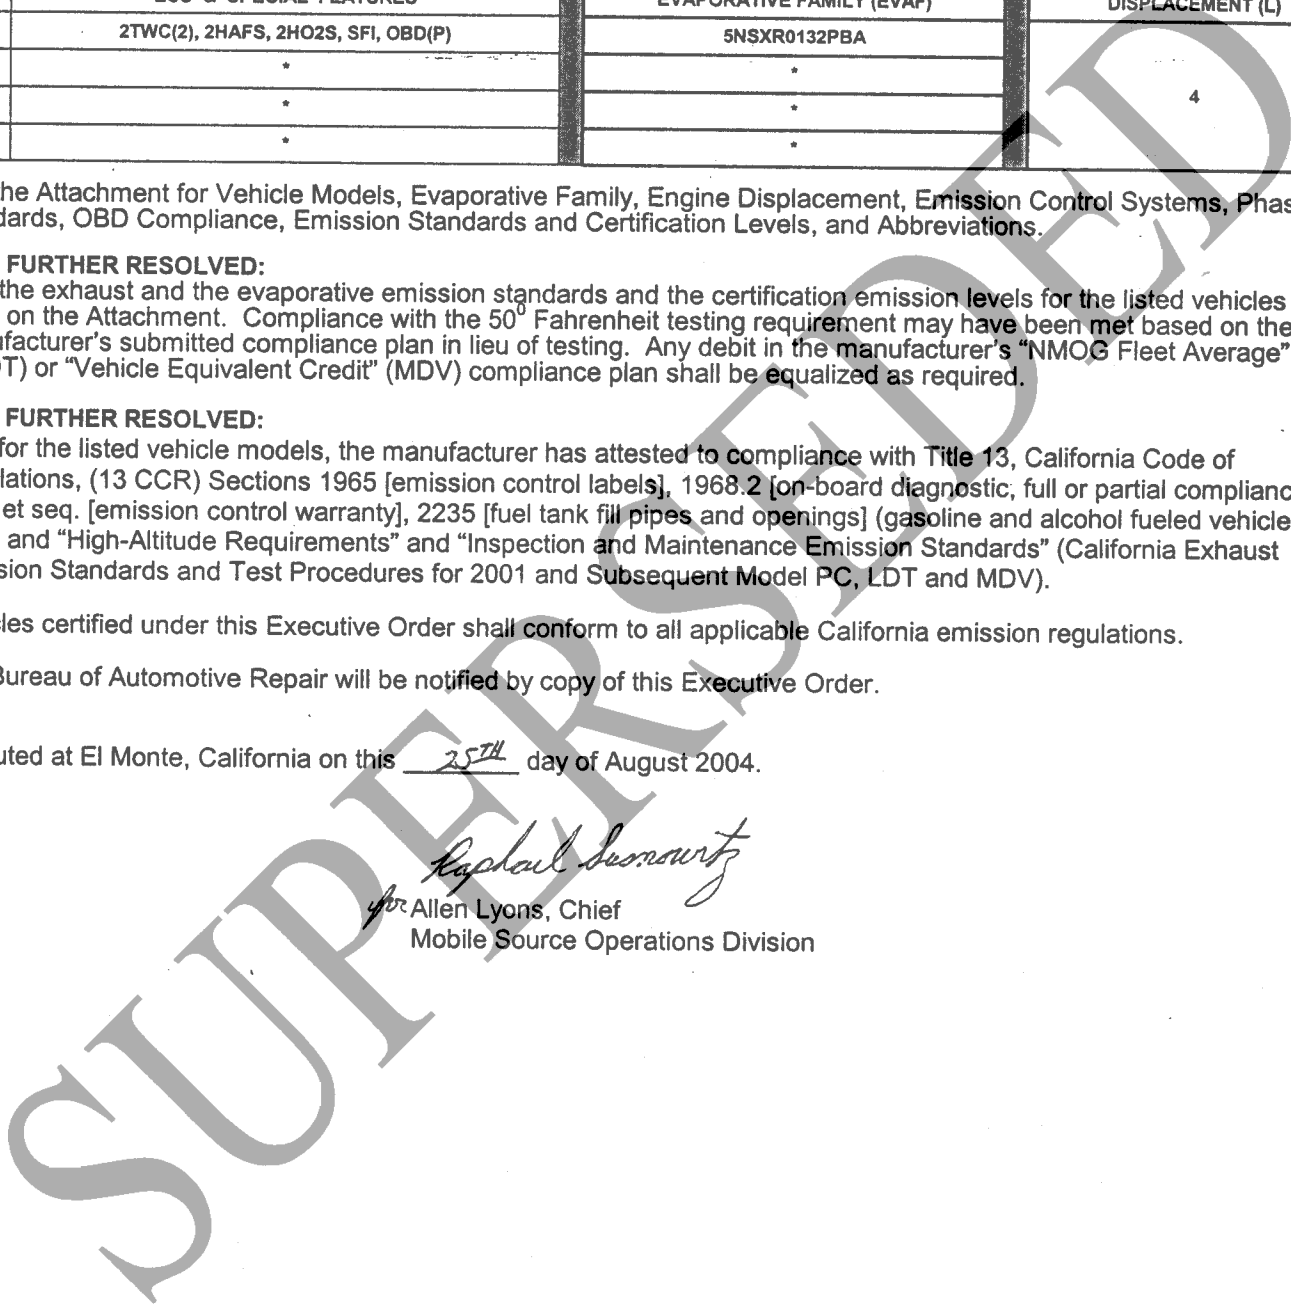 ECS & SPECIAL FEATURES
EVAPORATIVE FAMILY (EVAP)
DISPLACEMENT (L)
2TWC(2), 2HAFS, 2HO2S, SFI, OBD(P)
5NSXR0132PBA
*
*
4
*
*
*
*
he Attachment for Vehicle Models, Evaporative Family, Engine Displacement, Emission Control Systems, Phas
dards, OBD Compliance, Emission Standards and Certification Levels, and Abbreviations.
FURTHER RESOLVED:
the exhaust and the evaporative emission standards and the certification emission levels for the listed vehicles
on the Attachment. Compliance with the 50⁰ Fahrenheit testing requirement may have been met based on the
ufacturer's submitted compliance plan in lieu of testing. Any debit in the manufacturer's “NMOG Fleet Average”
T) or “Vehicle Equivalent Credit” (MDV) compliance plan shall be equalized as required.
FURTHER RESOLVED:
for the listed vehicle models, the manufacturer has attested to compliance with Title 13, California Code of
lations, (13 CCR) Sections 1965 [emission control labels], 1968.2 [on-board diagnostic, full or partial complianc
et seq. [emission control warranty], 2235 [fuel tank fill pipes and openings] (gasoline and alcohol fueled vehicle
and “High-Altitude Requirements” and “Inspection and Maintenance Emission Standards” (California Exhaust
sion Standards and Test Procedures for 2001 and Subsequent Model PC, LDT and MDV).
les certified under this Executive Order shall conform to all applicable California emission regulations.
Bureau of Automotive Repair will be notified by copy of this Executive Order.
uted at El Monte, California on this 25TH day of August 2004.
Raphael Susnowitz
for Allen Lyons, Chief
Mobile Source Operations Division
SUPERSEDED